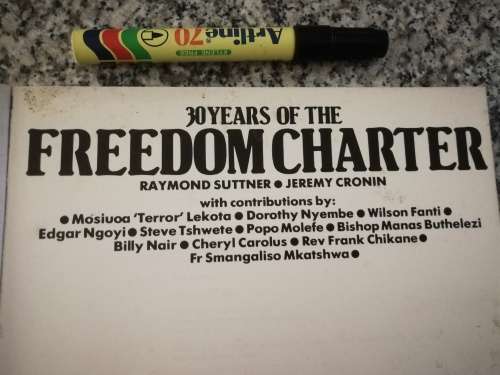 Artline 70
XYLENE-FREE
30 YEARS OF THE
FREEDOM CHARTER
RAYMOND SUTTNER ● JEREMY CRONIN
with contributions by:
● Mosiuoa 'Terror' Lekota ● Dorothy Nyembe ● Wilson Fanti ●
Edgar Ngoyi ● Steve Tshwete ● Popo Molefe ● Bishop Manas Buthelezi
Billy Nair ● Cheryl Carolus ● Rev Frank Chikane ●
Fr Smangaliso Mkatshwa ●